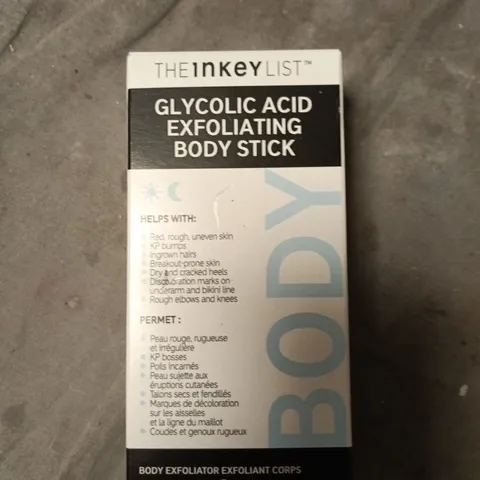 THE INKEY LIST™
GLYCOLIC ACID
EXFOLIATING
BODY STICK
HELPS WITH:
Red, rough, uneven skin
KP bumps
Ingrown hairs
Breakout-prone skin
Dry and cracked heels
Discolouration marks on
underarm and bikini line
Rough elbows and knees
PERMET :
Peau rouge, rugueuse
et irrégulière
KP bosses
Poils incarnés
Peau sujette aux
éruptions cutanées
Talons secs et fendillés
Marques de décoloration
sur les aisselles
et la ligne du maillot
Coudes et genoux rugueux
BODY
BODY EXFOLIATOR EXFOLIANT CORPS